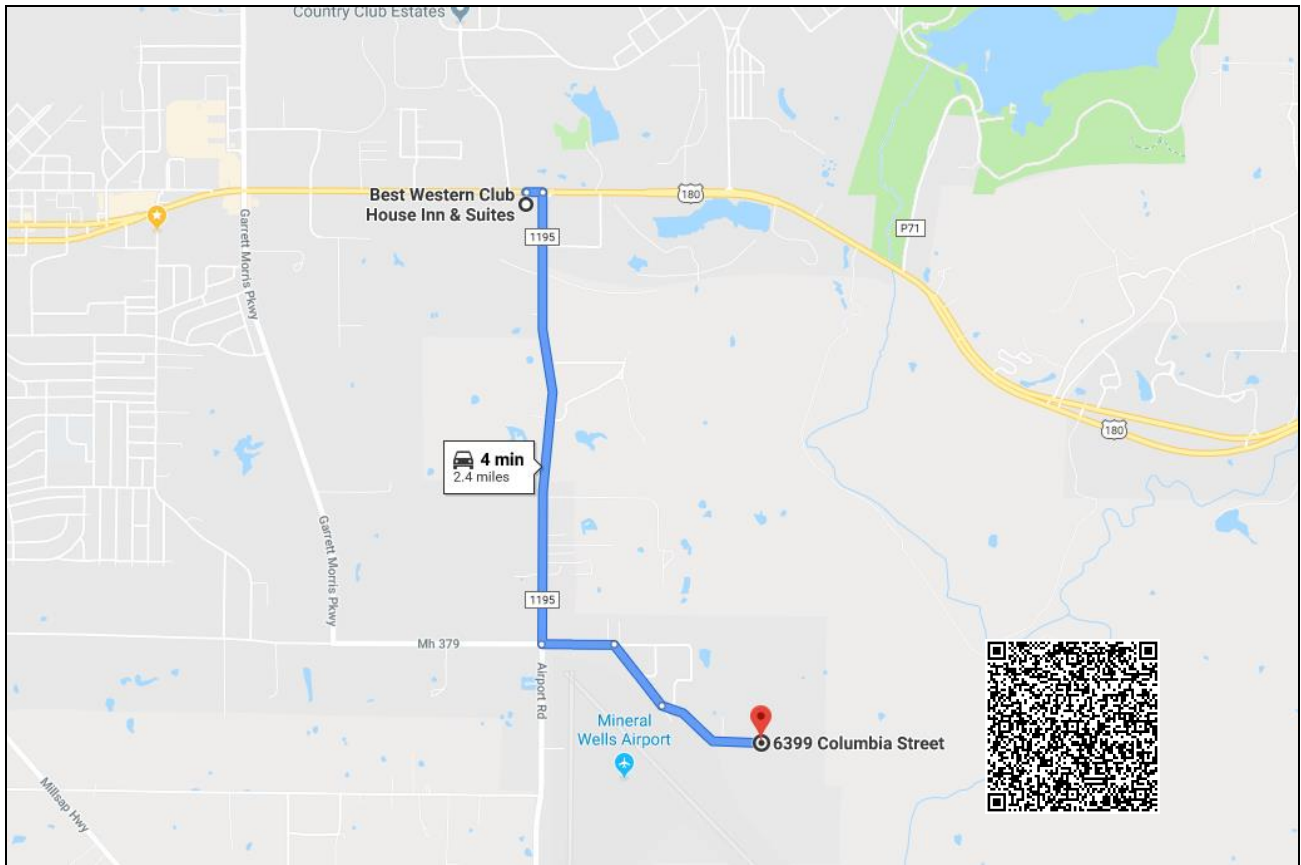 Country Club Estates
Best Western Club
House Inn & Suites
180
P71
1195
Garrett Morris Pkwy
180
4 min
2.4 miles
Garrett Morris Pkwy
1195
Mh 379
Airport Rd
Mineral
Wells Airport
6399 Columbia Street
Millsap Hwy